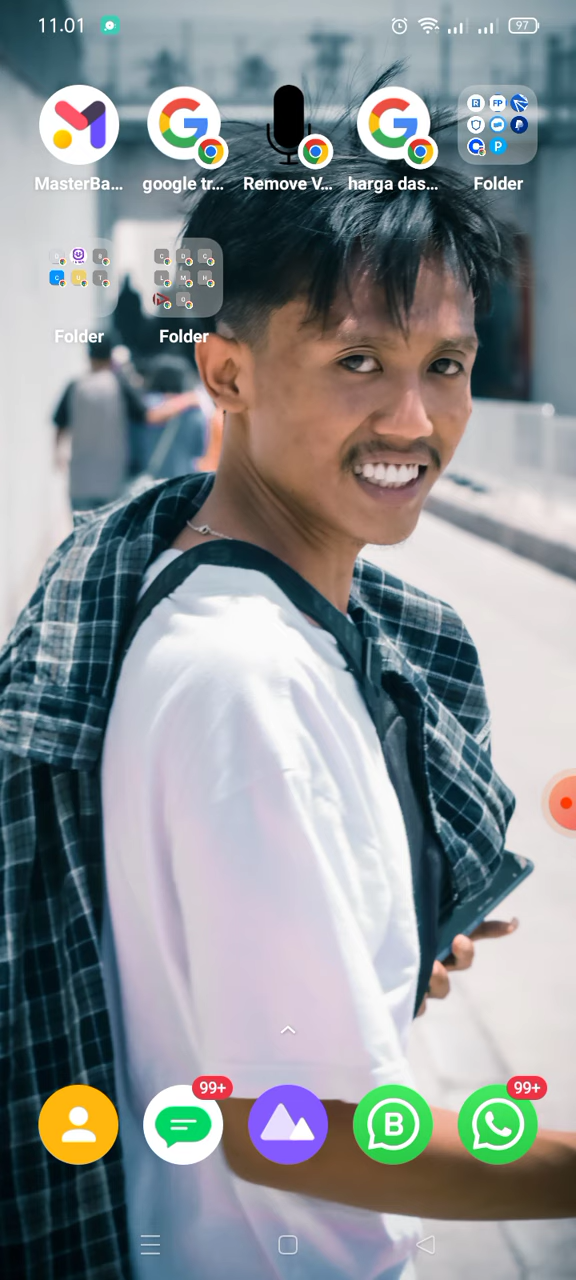 11.01
97
MasterBa...
google tr...
Remove V...
harga das...
Folder
Folder
Folder
99+
99+